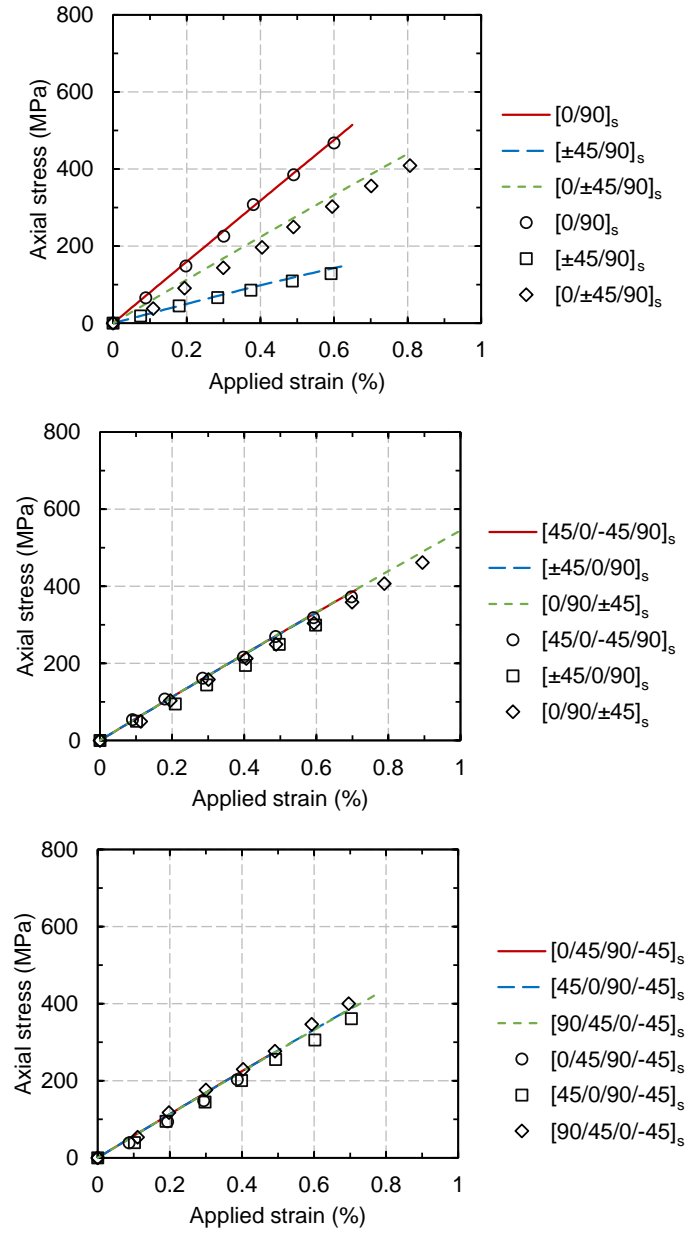 800
600
400
200
0
Axial stress (MPa)
0 0.2 0.4 0.6 0.8 1
Applied strain (%)
[0/90]s
[±45/90]s
[0/±45/90]s
[0/90]s
[±45/90]s
[0/±45/90]s
800
600
400
200
0
Axial stress (MPa)
0 0.2 0.4 0.6 0.8 1
Applied strain (%)
[45/0/-45/90]s
[±45/0/90]s
[0/90/±45]s
[45/0/-45/90]s
[±45/0/90]s
[0/90/±45]s
800
600
400
200
0
Axial stress (MPa)
0 0.2 0.4 0.6 0.8 1
Applied strain (%)
[0/45/90/-45]s
[45/0/90/-45]s
[90/45/0/-45]s
[0/45/90/-45]s
[45/0/90/-45]s
[90/45/0/-45]s